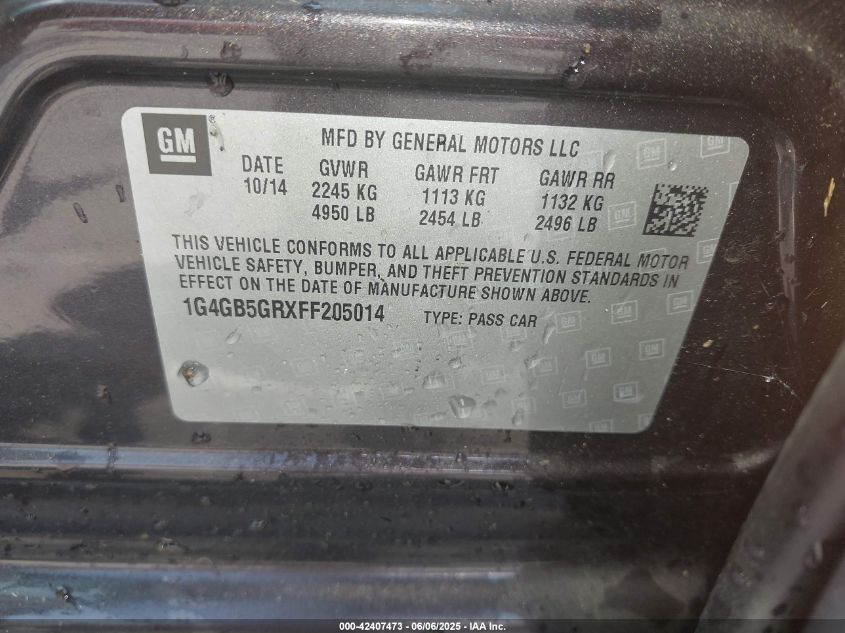 GM
MFD BY GENERAL MOTORS LLC
DATE GVWR GAWR FRT GAWR RR
10/14 2245 KG 1113 KG 1132 KG
4950 LB 2454 LB 2496 LB
THIS VEHICLE CONFORMS TO ALL APPLICABLE U.S. FEDERAL MOTOR
VEHICLE SAFETY, BUMPER, AND THEFT PREVENTION STANDARDS IN
EFFECT ON THE DATE OF MANUFACTURE SHOWN ABOVE.
1G4GB5GRXFF205014 TYPE: PASS CAR
000-42407473 - 06/06/2025 - IAA Inc.